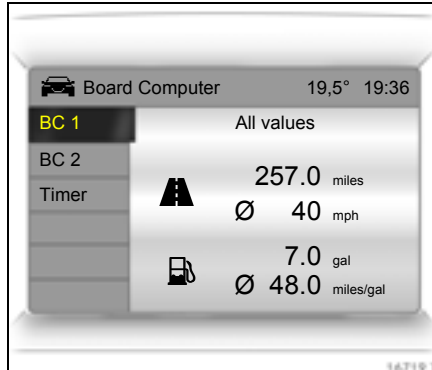 Board Computer 19,5° 19:36
BC 1
All values
BC 2
Timer
257.0 miles
Ø 40 mph
7.0 gal
Ø 48.0 miles/gal